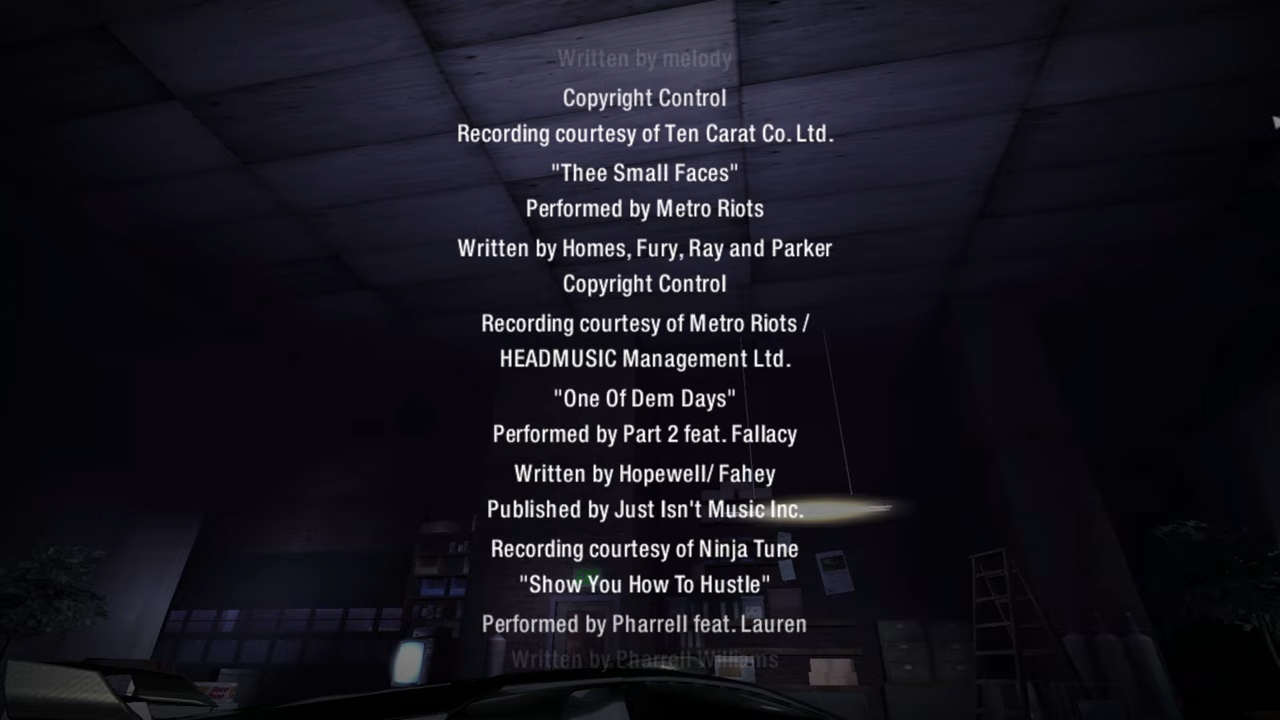 Written by melody
Copyright Control
Recording courtesy of Ten Carat Co. Ltd.
"Thee Small Faces"
Performed by Metro Riots
Written by Homes, Fury, Ray and Parker
Copyright Control
Recording courtesy of Metro Riots /
HEADMUSIC Management Ltd.
"One Of Dem Days"
Performed by Part 2 feat. Fallacy
Written by Hopewell/ Fahey
Published by Just Isn't Music Inc.
Recording courtesy of Ninja Tune
"Show You How To Hustle"
Performed by Pharrell feat. Lauren
Written by Pharrell Williams